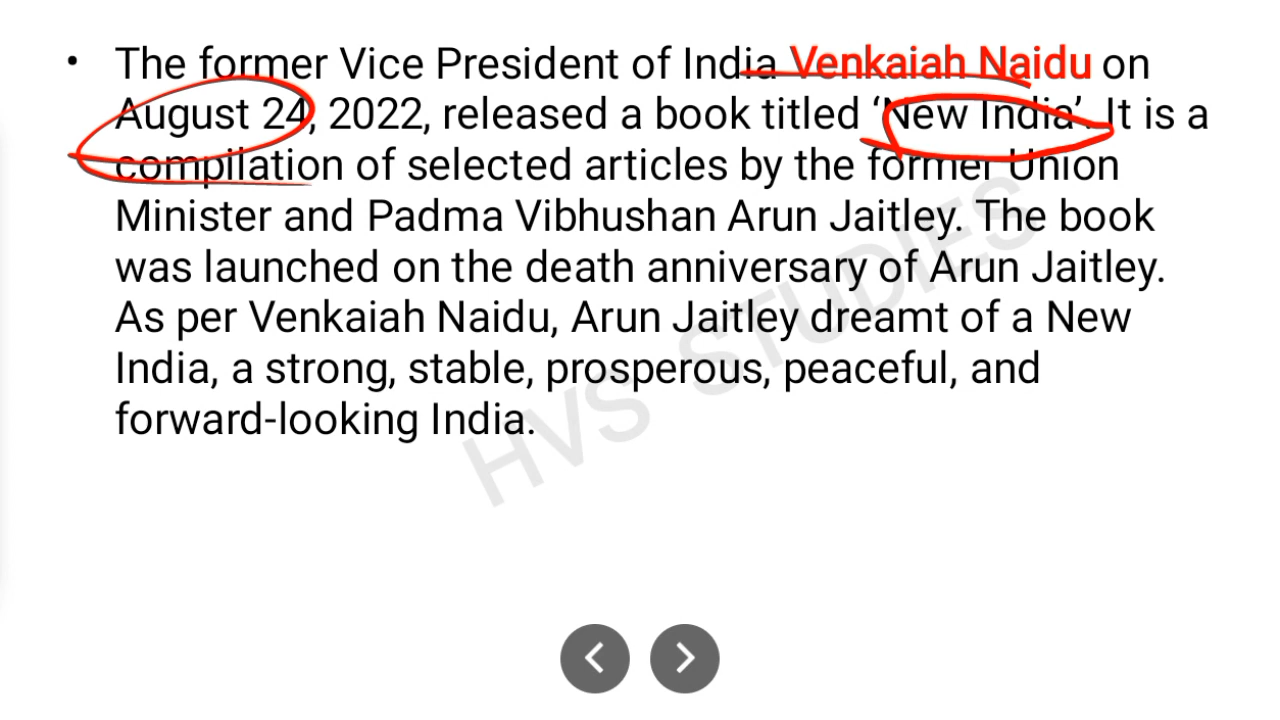 • The former Vice President of India Venkaiah Naidu on
August 24, 2022, released a book titled ‘New India’. It is a
compilation of selected articles by the former Union
Minister and Padma Vibhushan Arun Jaitley. The book
was launched on the death anniversary of Arun Jaitley.
As per Venkaiah Naidu, Arun Jaitley dreamt of a New
India, a strong, stable, prosperous, peaceful, and
forward-looking India.
HVS STUDIES